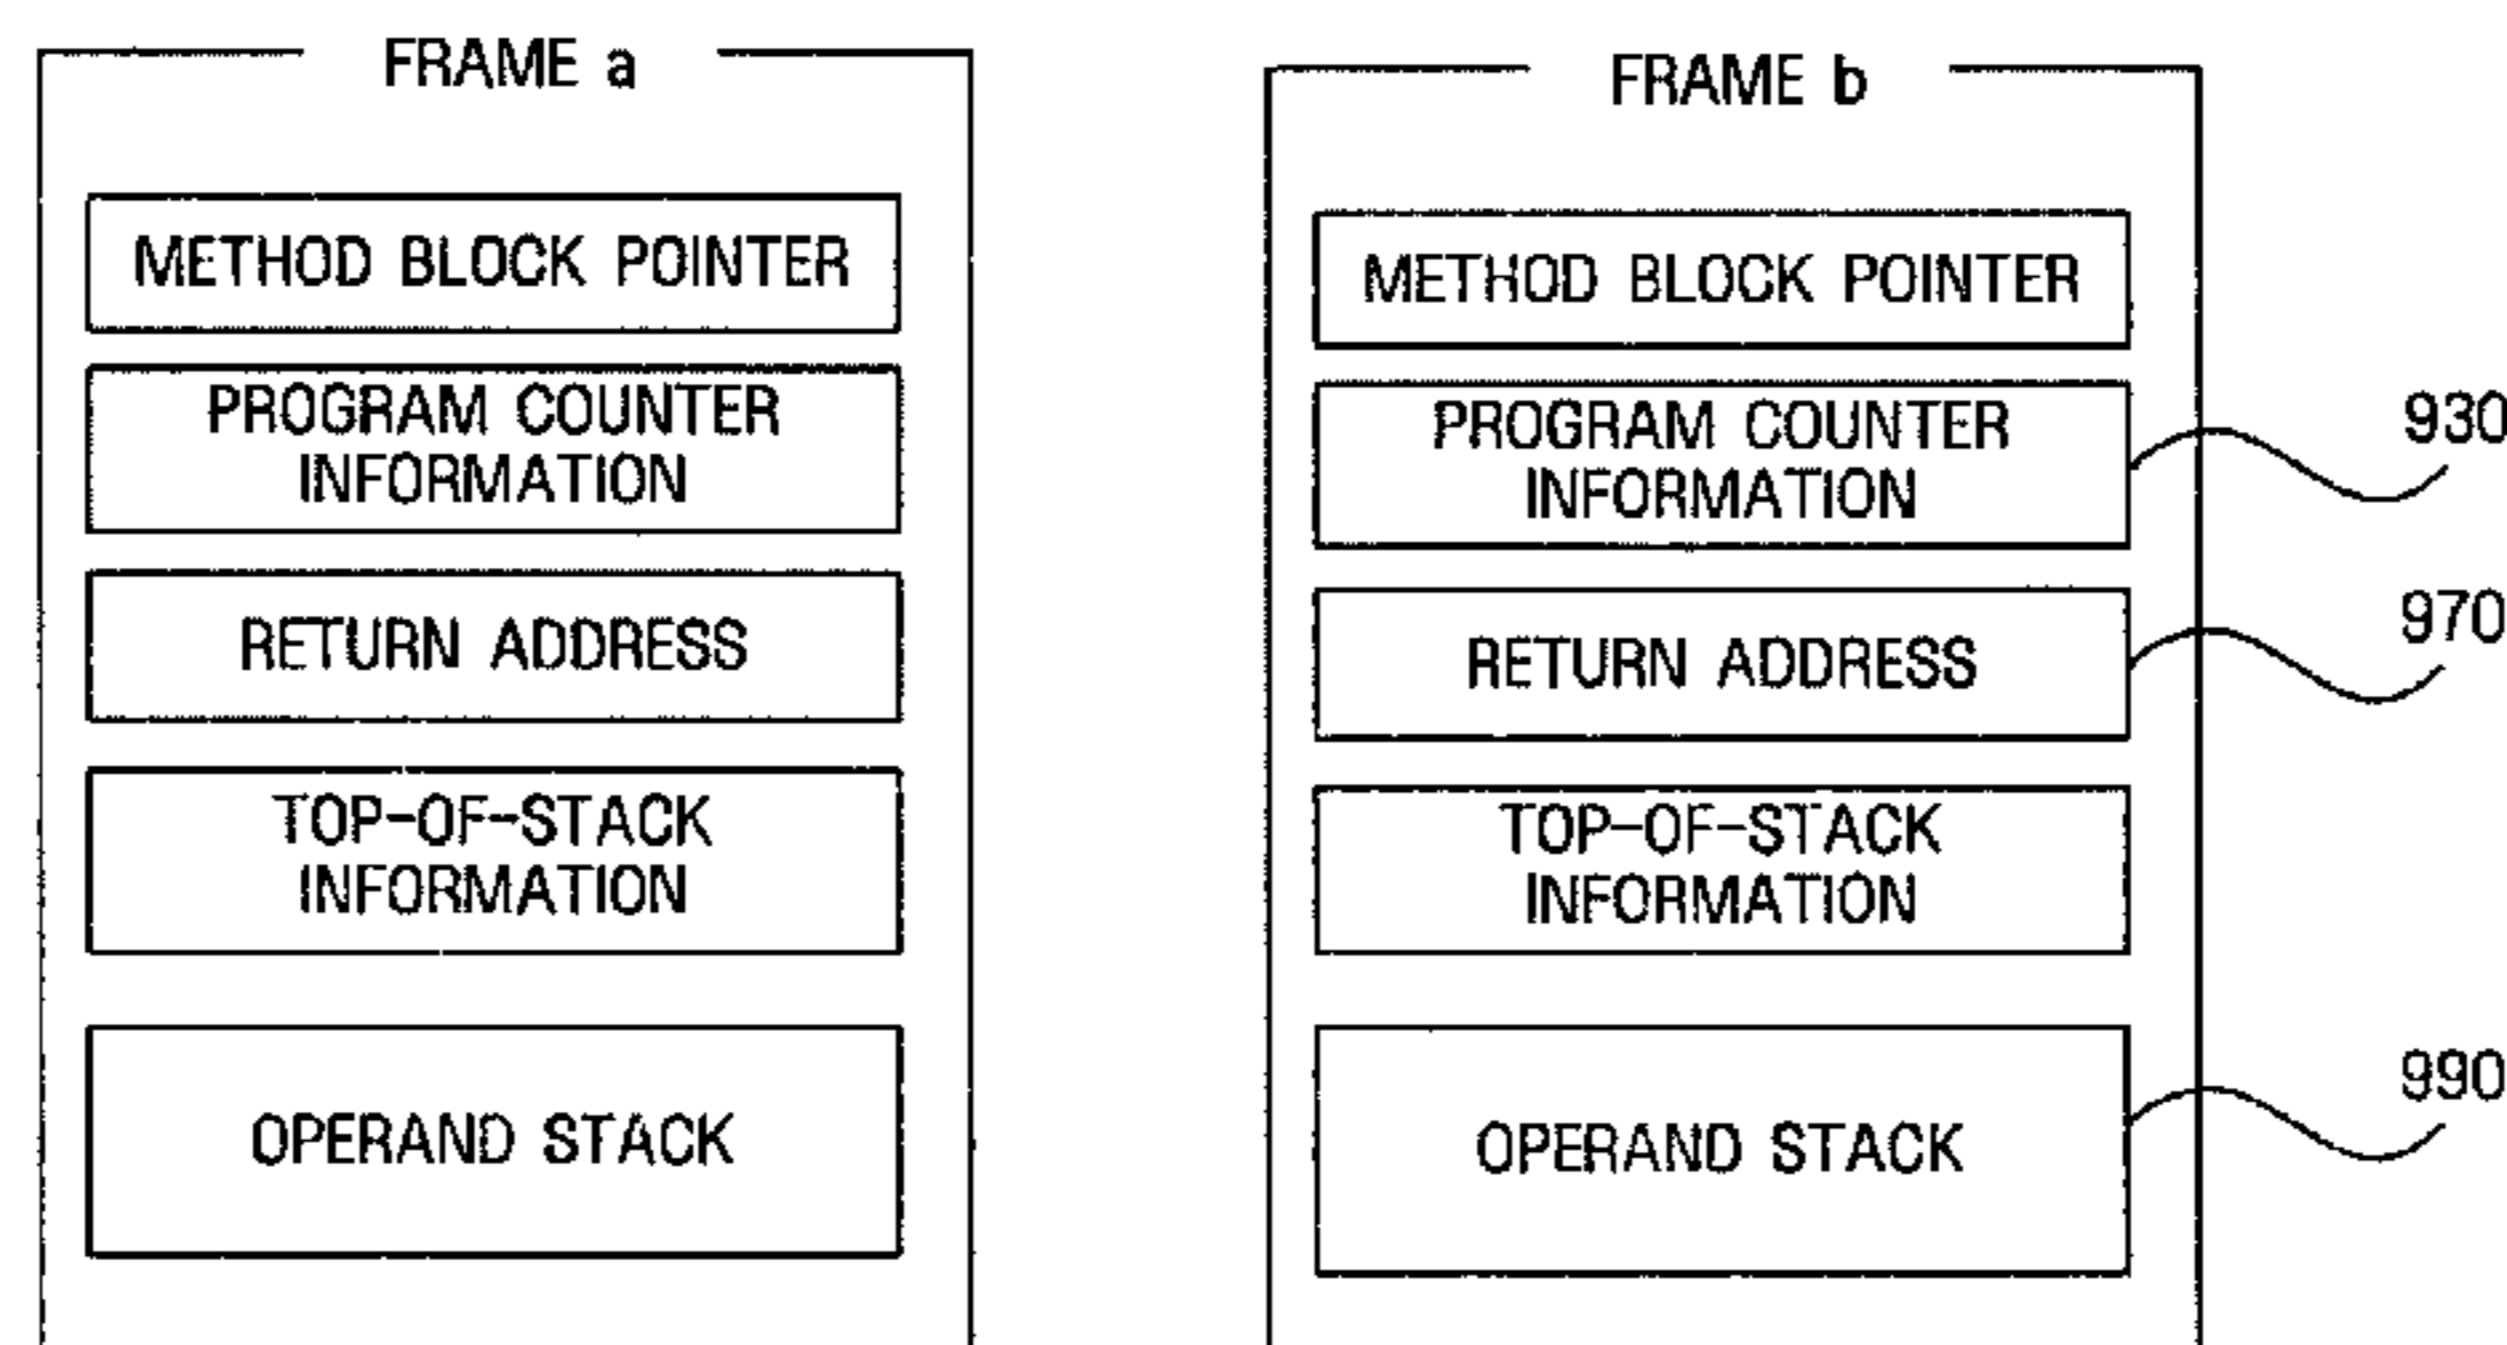 FRAME a
METHOD BLOCK POINTER
PROGRAM COUNTER
INFORMATION
RETURN ADDRESS
TOP-OF-STACK
INFORMATION
OPERAND STACK
FRAME b
METHOD BLOCK POINTER
PROGRAM COUNTER
INFORMATION
930
RETURN ADDRESS
970
TOP-OF-STACK
INFORMATION
OPERAND STACK
990